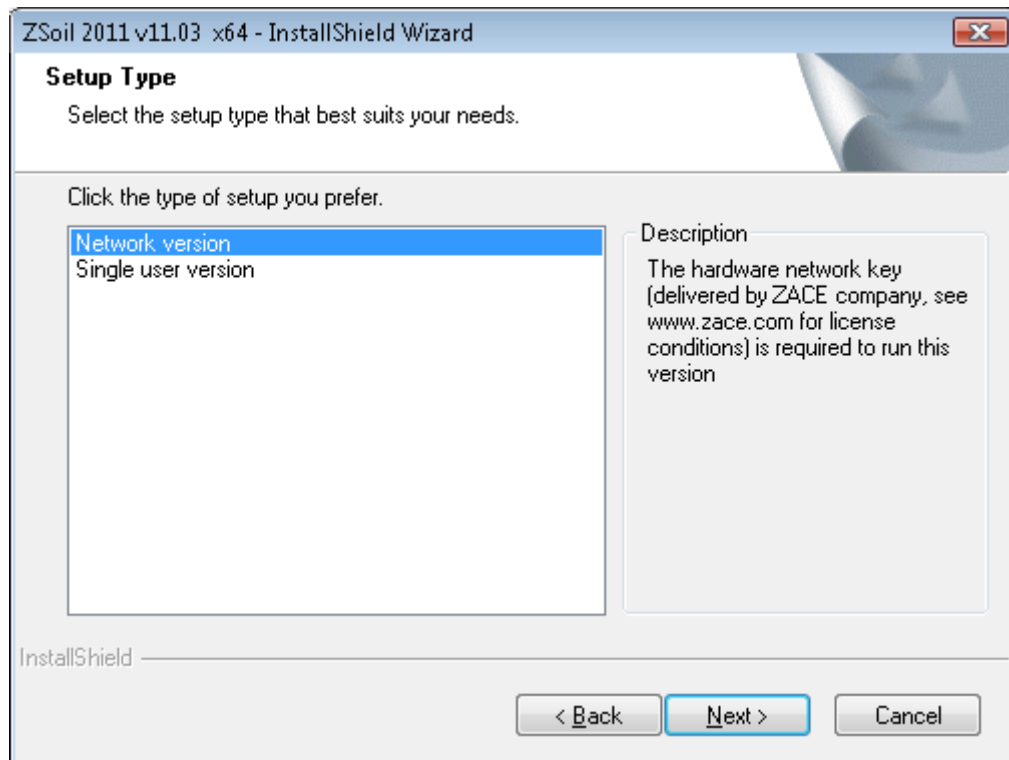 ZSoil 2011 v11.03 x64 - InstallShield Wizard
Setup Type
Select the setup type that best suits your needs.
Click the type of setup you prefer.
Network version
Single user version
Description
The hardware network key
(delivered by ZACE company, see
www.zace.com for license
conditions) is required to run this
version
InstallShield
< Back
Next >
Cancel